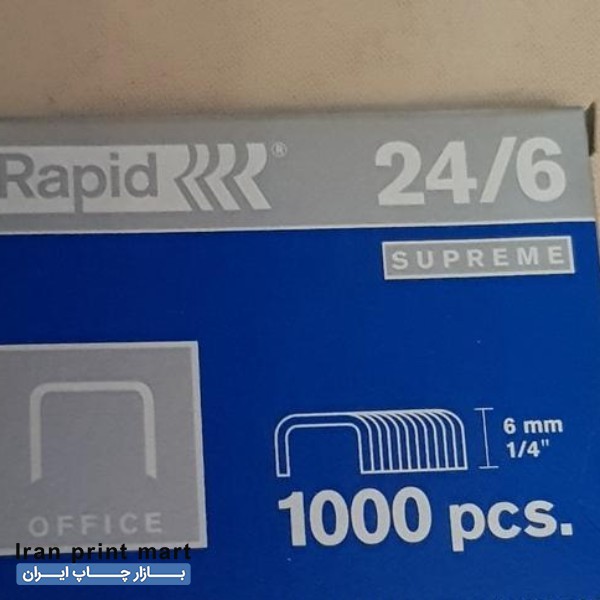 Rapid ® 24/6
SUPREME
6 mm
1/4"
1000 pcs.
OFFICE
Iran print mart
بازار چاپ ایران